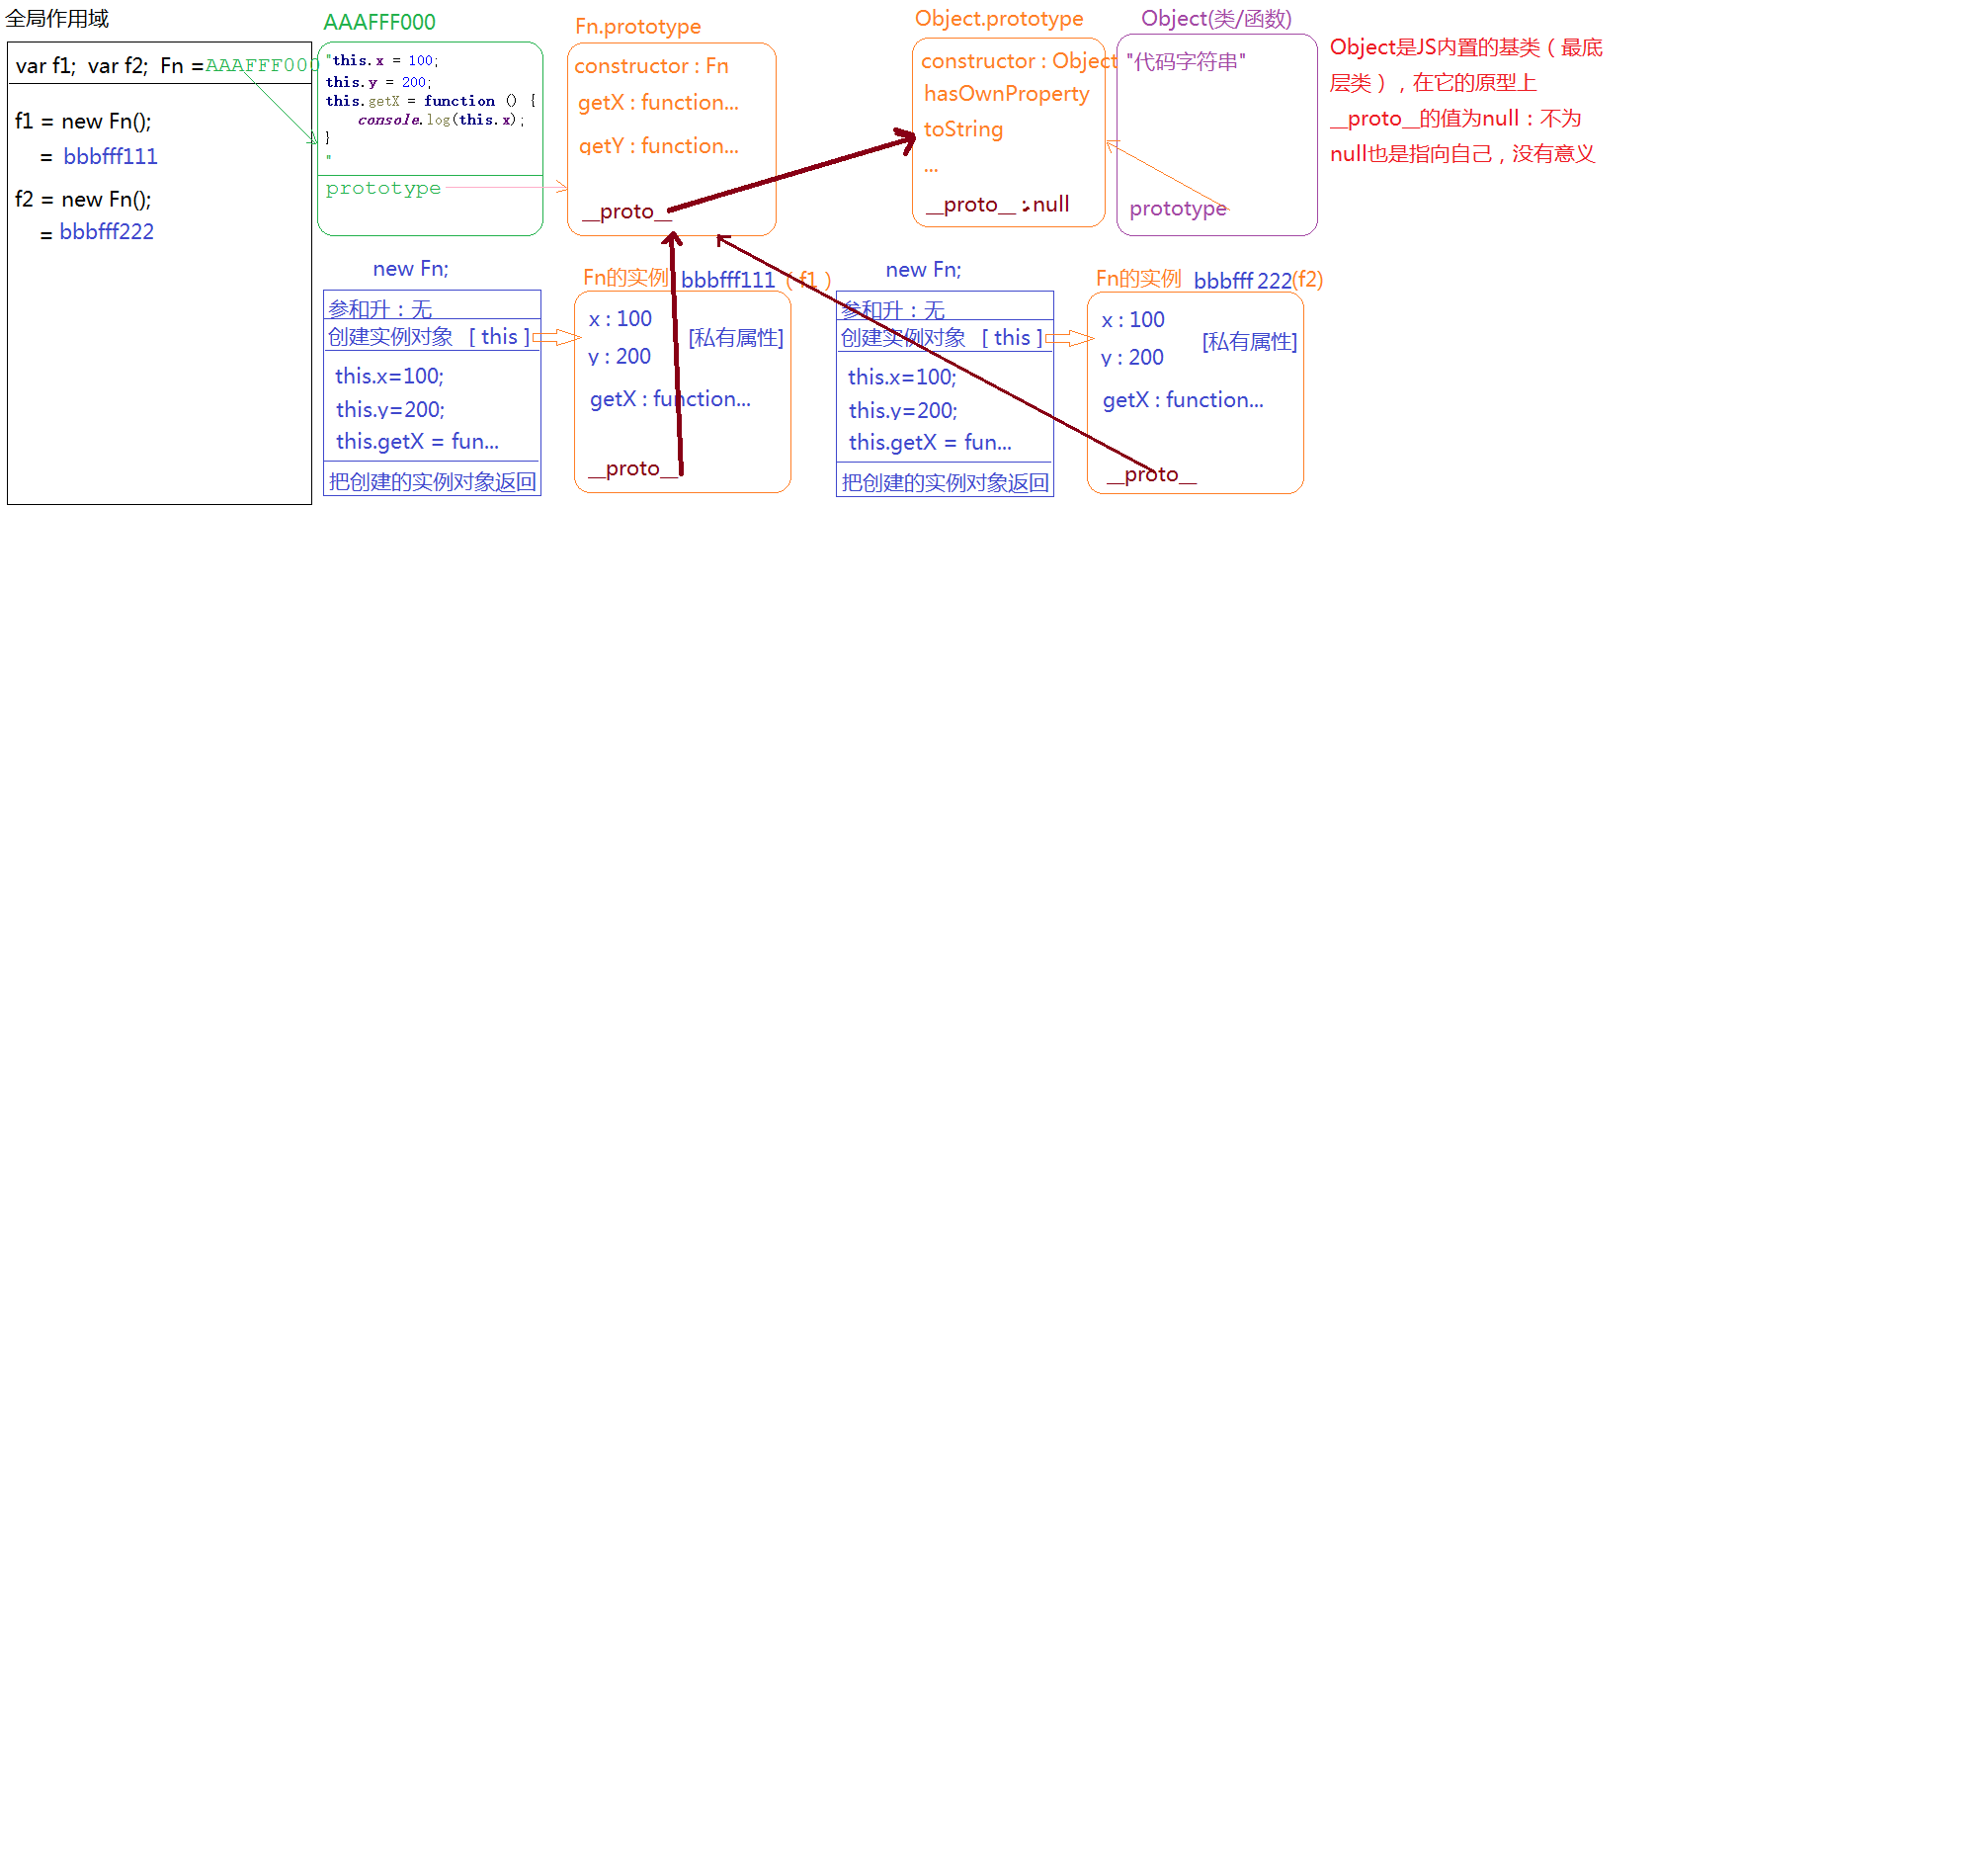 全局作用域
var f1;  var f2;  Fn =AAAFFF000
f1 = new Fn();
= bbbfff111
f2 = new Fn();
= bbbfff222
AAAFFF000
"this.x = 100;
this.y = 200;
this.getX = function () {
console.log(this.x);
}
"
prototype
Fn.prototype
constructor : Fn
getX : function...
getY : function...
__proto__
Object.prototype
constructor : Object
hasOwnProperty
toString
...
__proto__ : null
Object(类/函数)
"代码字符串"
prototype
Object是JS内置的基类（最底
层类），在它的原型上
__proto__的值为null：不为
null也是指向自己，没有意义
new Fn;
参和升：无
创建实例对象 [ this ]
this.x=100;
this.y=200;
this.getX = fun...
把创建的实例对象返回
Fn的实例 bbbfff111（f1）
x : 100
y : 200
[私有属性]
getX : function...
__proto__
new Fn;
参和升：无
创建实例对象 [ this ]
this.x=100;
this.y=200;
this.getX = fun...
把创建的实例对象返回
Fn的实例 bbbfff 222(f2)
x : 100
y : 200
[私有属性]
getX : function...
__proto__